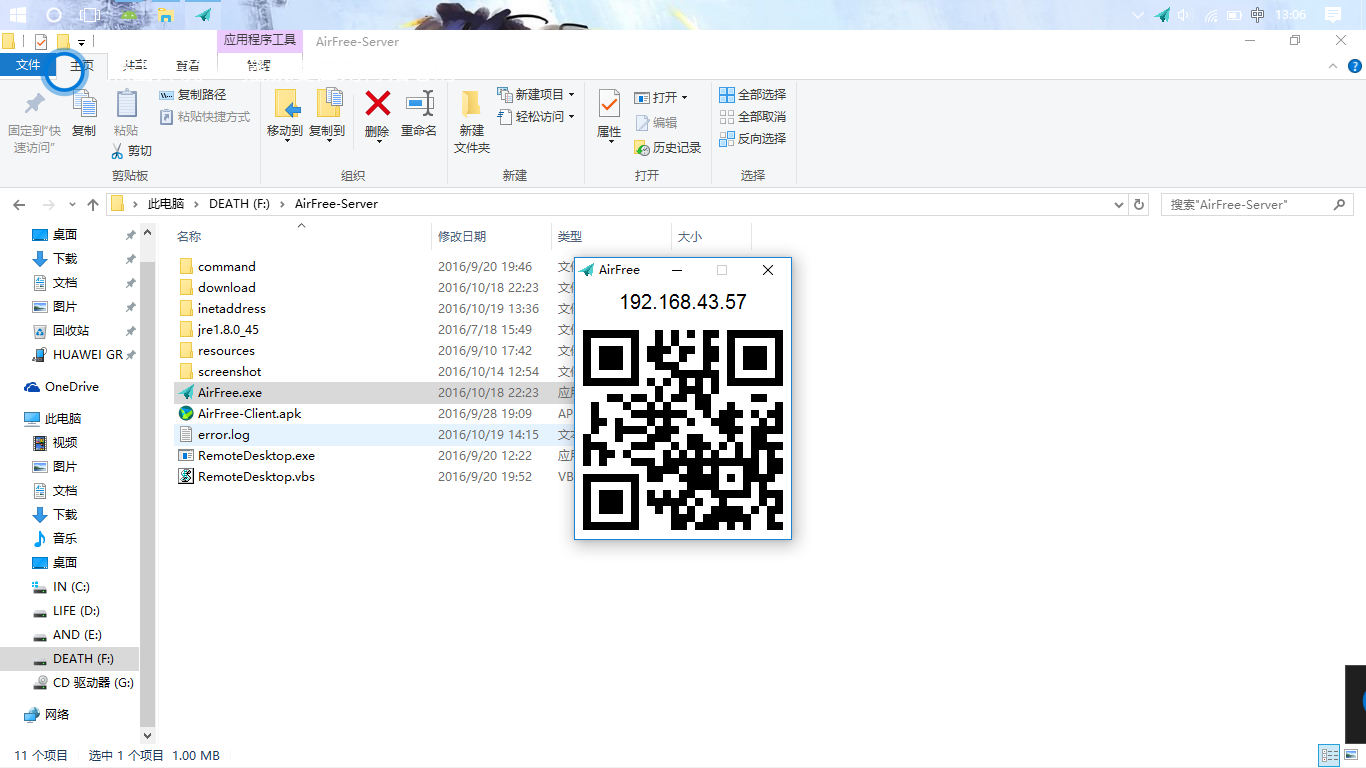 中 13:06
应用程序工具 AirFree-Server
文件 主页 共享 查看 管理
固定到"快速访问"
复制
粘贴
复制路径
粘贴快捷方式
剪切
剪贴板
移动到 复制到 删除 重命名
组织
新建文件夹
新建项目
轻松访问
新建
属性
打开
编辑
历史记录
打开
全部选择
全部取消
反向选择
选择
此电脑 DEATH (F:) AirFree-Server
搜索"AirFree-Server"
桌面
下载
文档
图片
回收站
HUAWEI GR
OneDrive
此电脑
视频
图片
文档
下载
音乐
桌面
IN (C:)
LIFE (D:)
AND (E:)
DEATH (F:)
CD 驱动器 (G:)
网络
名称 修改日期 类型 大小
command 2016/9/20 19:46 文
download 2016/10/18 22:23 文
inetaddress 2016/10/19 13:36 文
jre1.8.0_45 2016/7/18 15:49 文
resources 2016/9/10 17:42 文
screenshot 2016/10/14 12:54 文
AirFree.exe 2016/10/18 22:23 应
AirFree-Client.apk 2016/9/28 19:09 AP
error.log 2016/10/19 14:15 文
RemoteDesktop.exe 2016/9/20 12:22 应
RemoteDesktop.vbs 2016/9/20 19:52 VB
AirFree
192.168.43.57
11 个项目 选中 1 个项目 1.00 MB